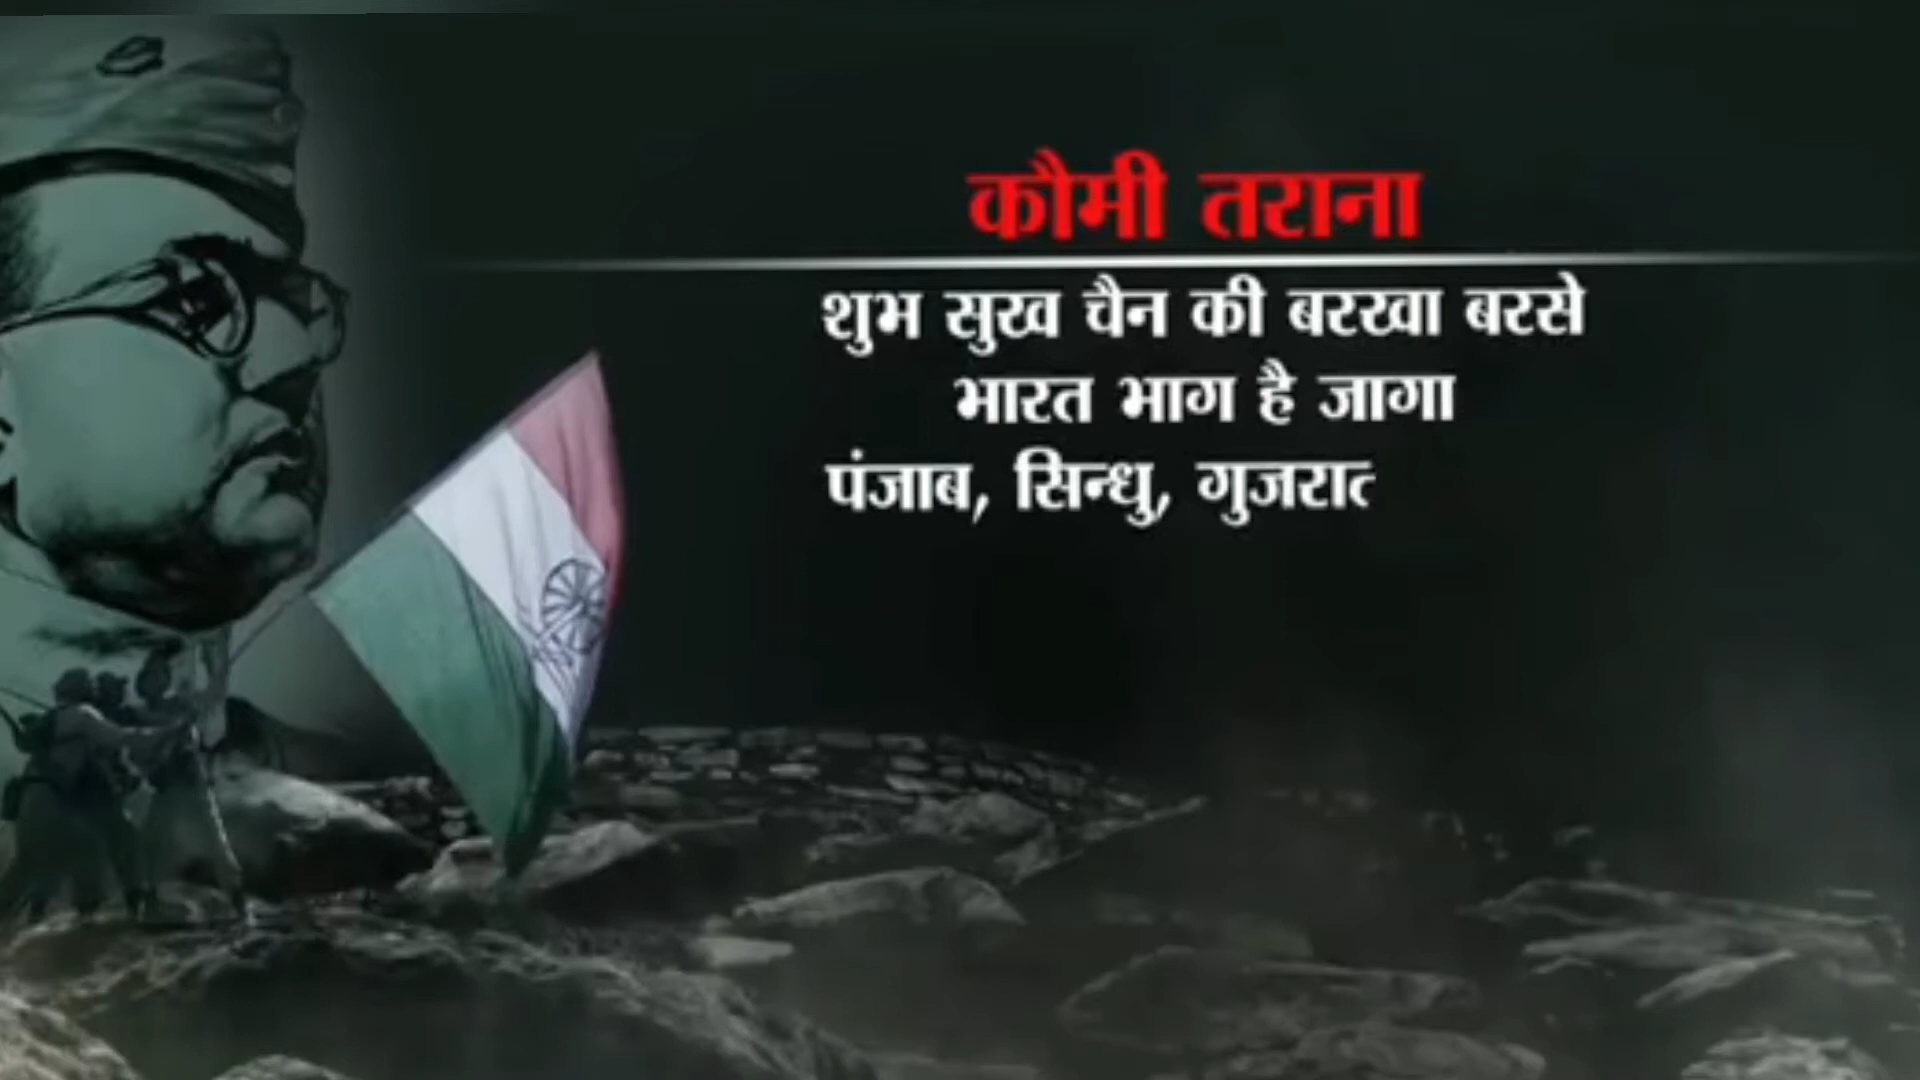 कौमी तराना
शुभ सुख चैन की बरखा बरसे
भारत भाग है जागा
पंजाब, सिन्धु, गुजरात